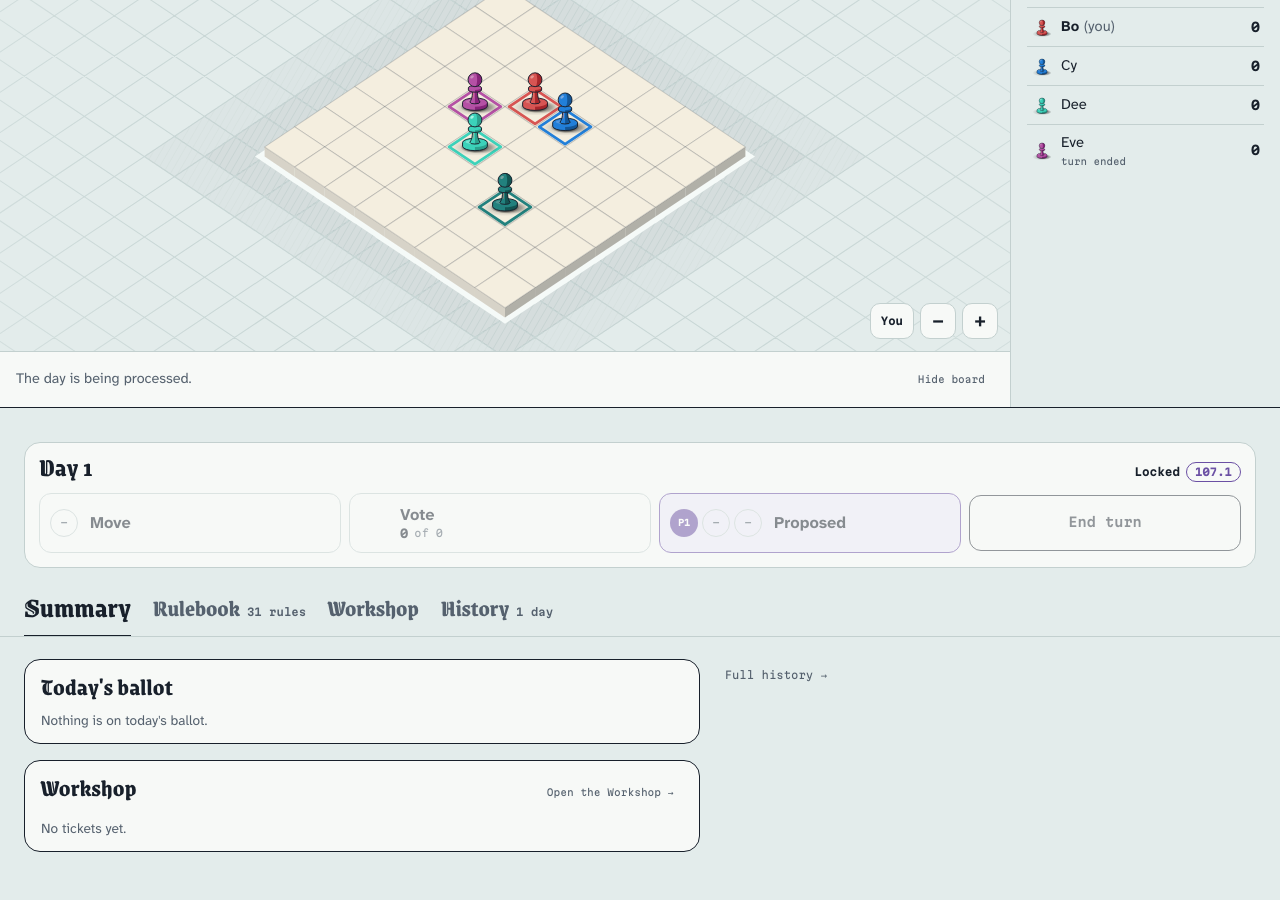 Bo (you) 0
Cy 0
Dee 0
Eve 0
turn ended
You − +
The day is being processed. Hide board
Day 1
Locked 107.1
– Move
Vote
0 of 0
P1 – – Proposed
End turn
Summary Rulebook 31 rules Workshop History 1 day
Today's ballot
Nothing is on today's ballot.
Full history →
Workshop
Open the Workshop →
No tickets yet.